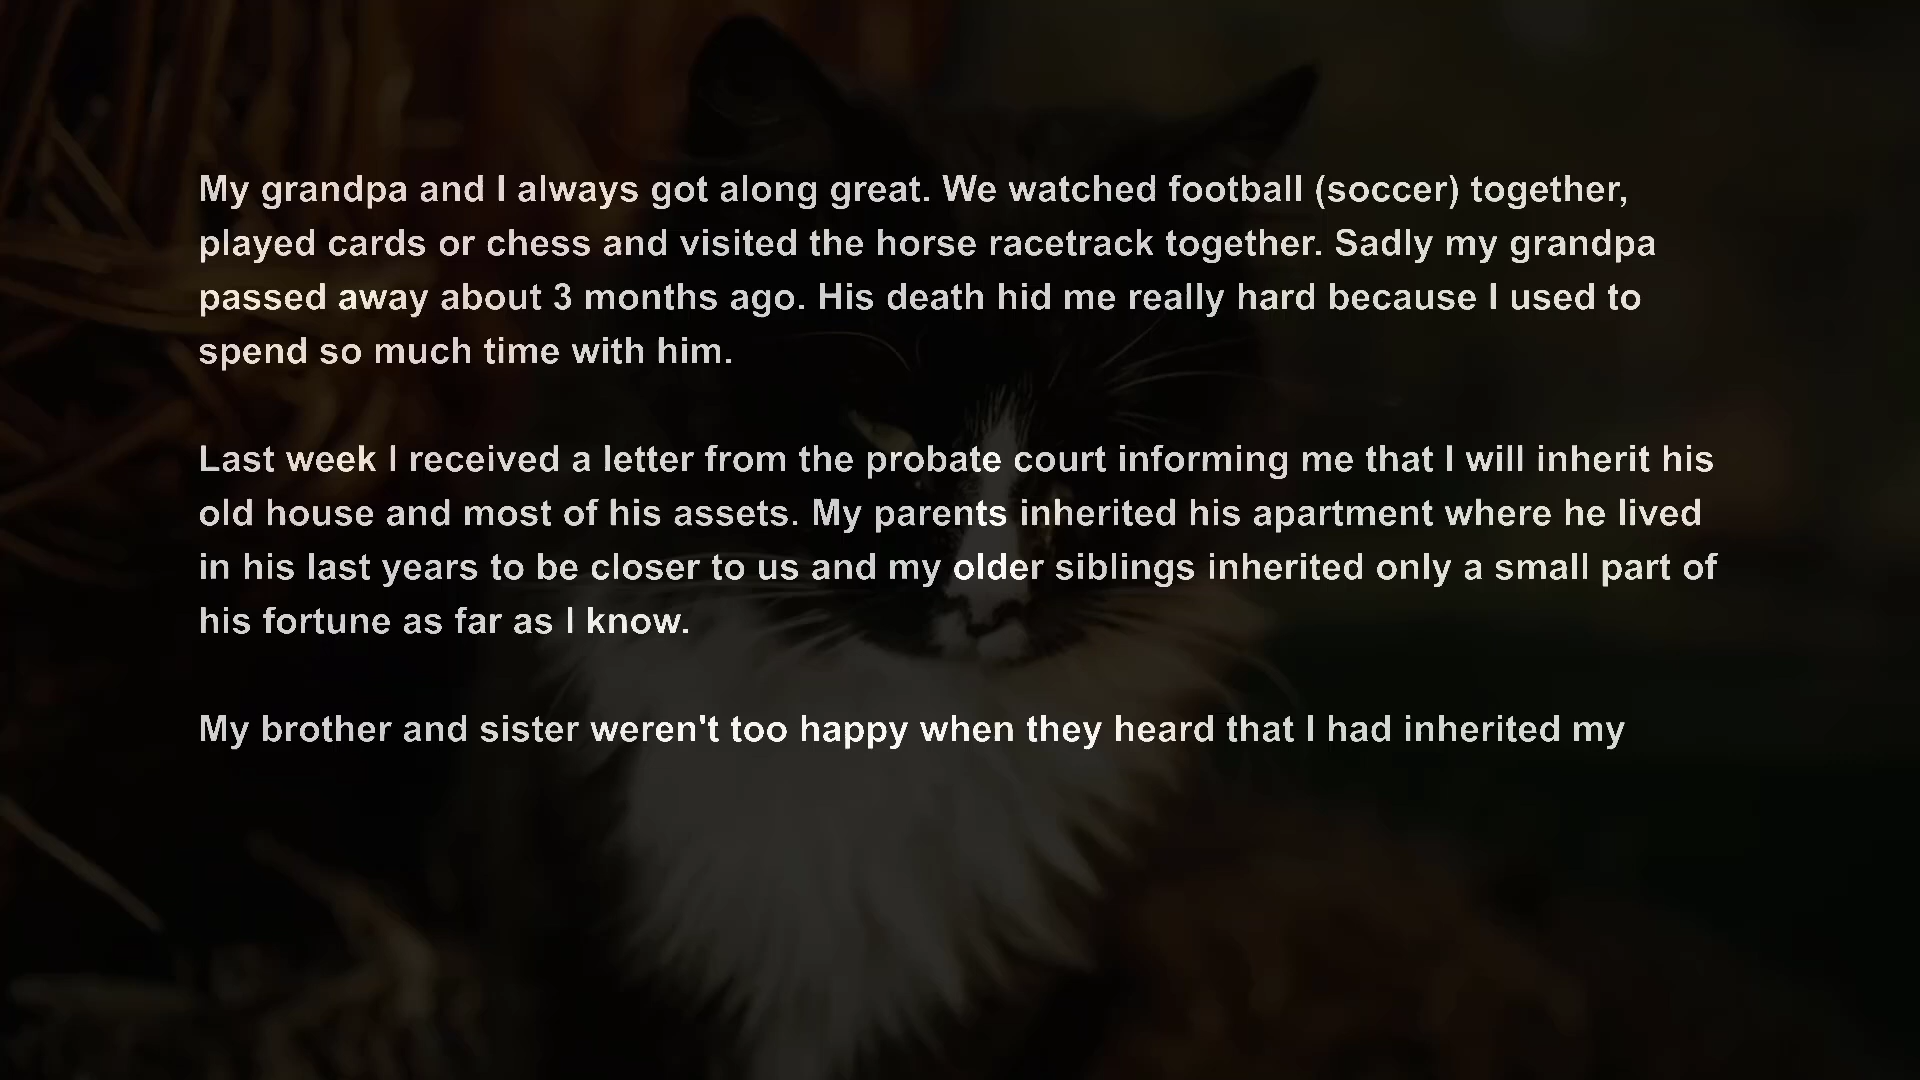 My grandpa and I always got along great. We watched football (soccer) together,
played cards or chess and visited the horse racetrack together. Sadly my grandpa
passed away about 3 months ago. His death hid me really hard because I used to
spend so much time with him.
Last week I received a letter from the probate court informing me that I will inherit his
old house and most of his assets. My parents inherited his apartment where he lived
in his last years to be closer to us and my older siblings inherited only a small part of
his fortune as far as I know.
My brother and sister weren't too happy when they heard that I had inherited my